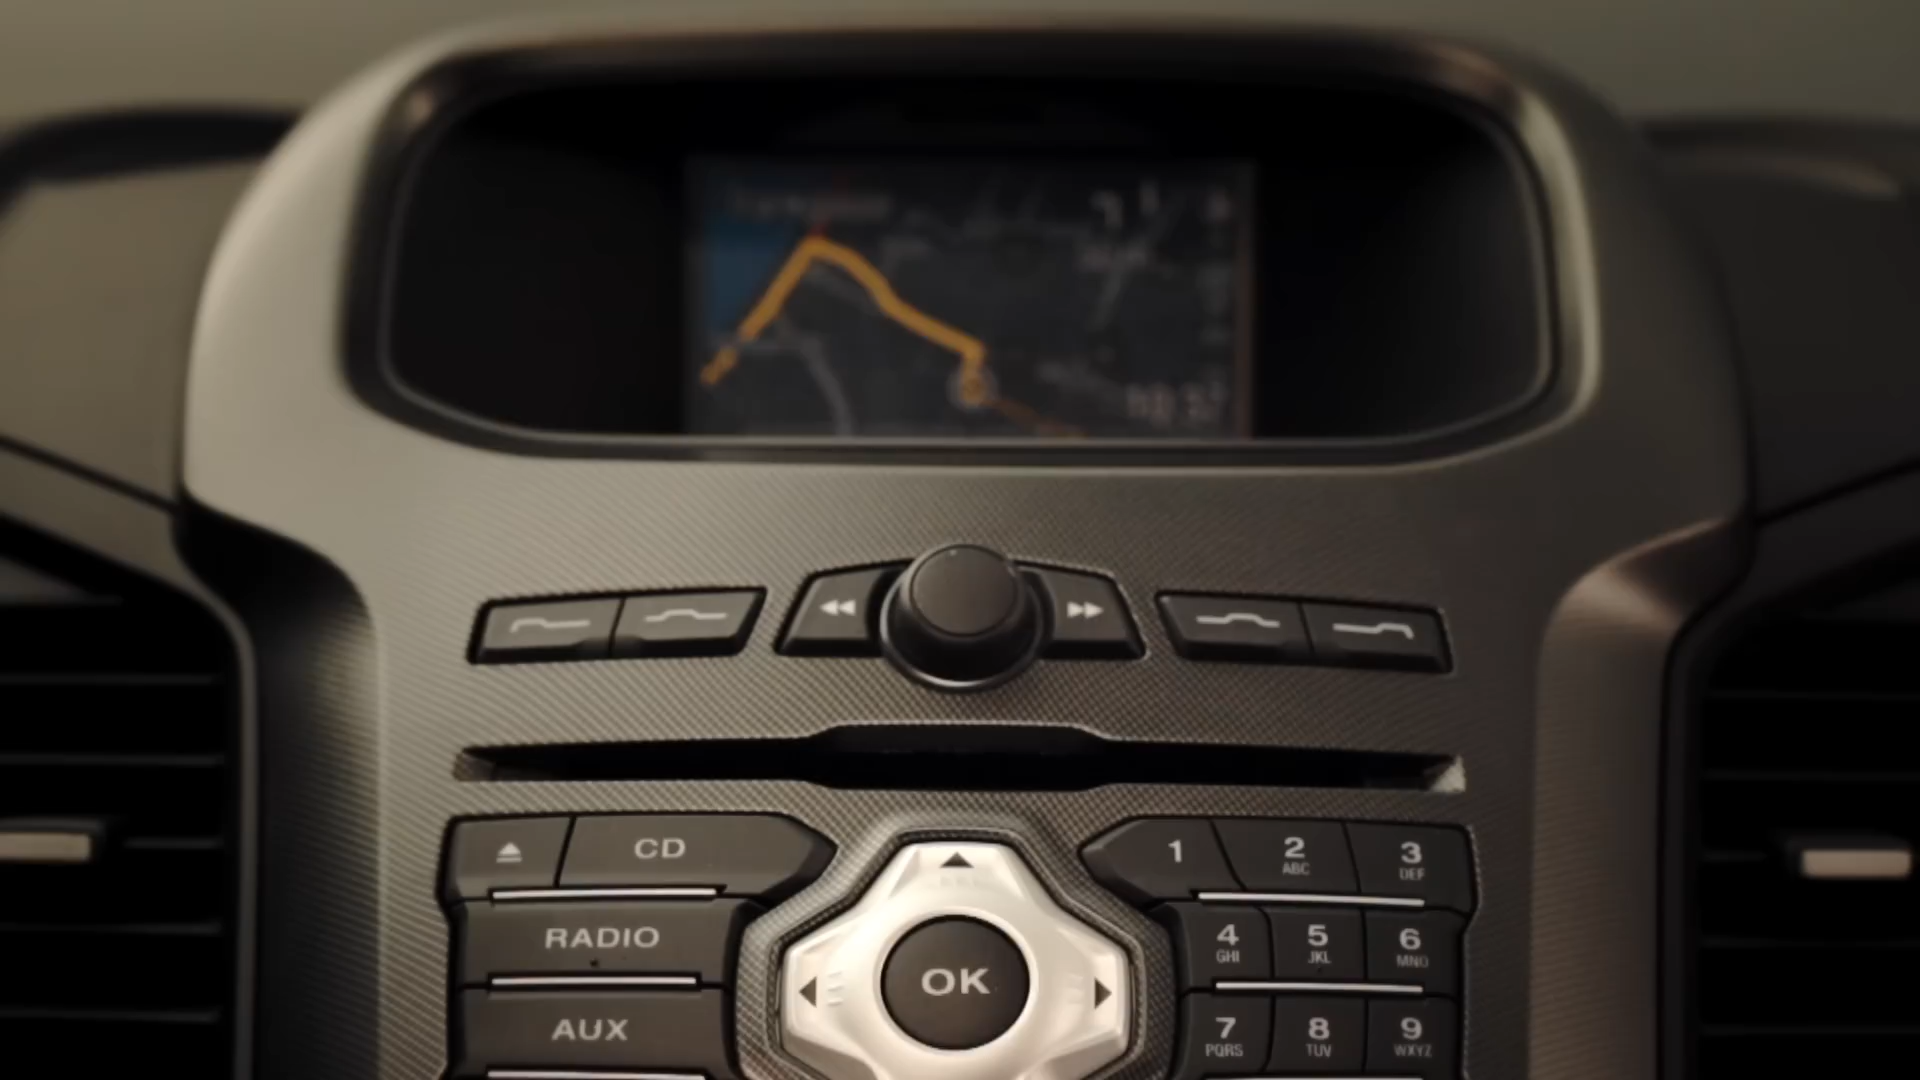 CD
1
2
ABC
3
DEF
RADIO
4
GHI
5
JKL
6
MNO
OK
AUX
7
PQRS
8
TUV
9
WXYZ